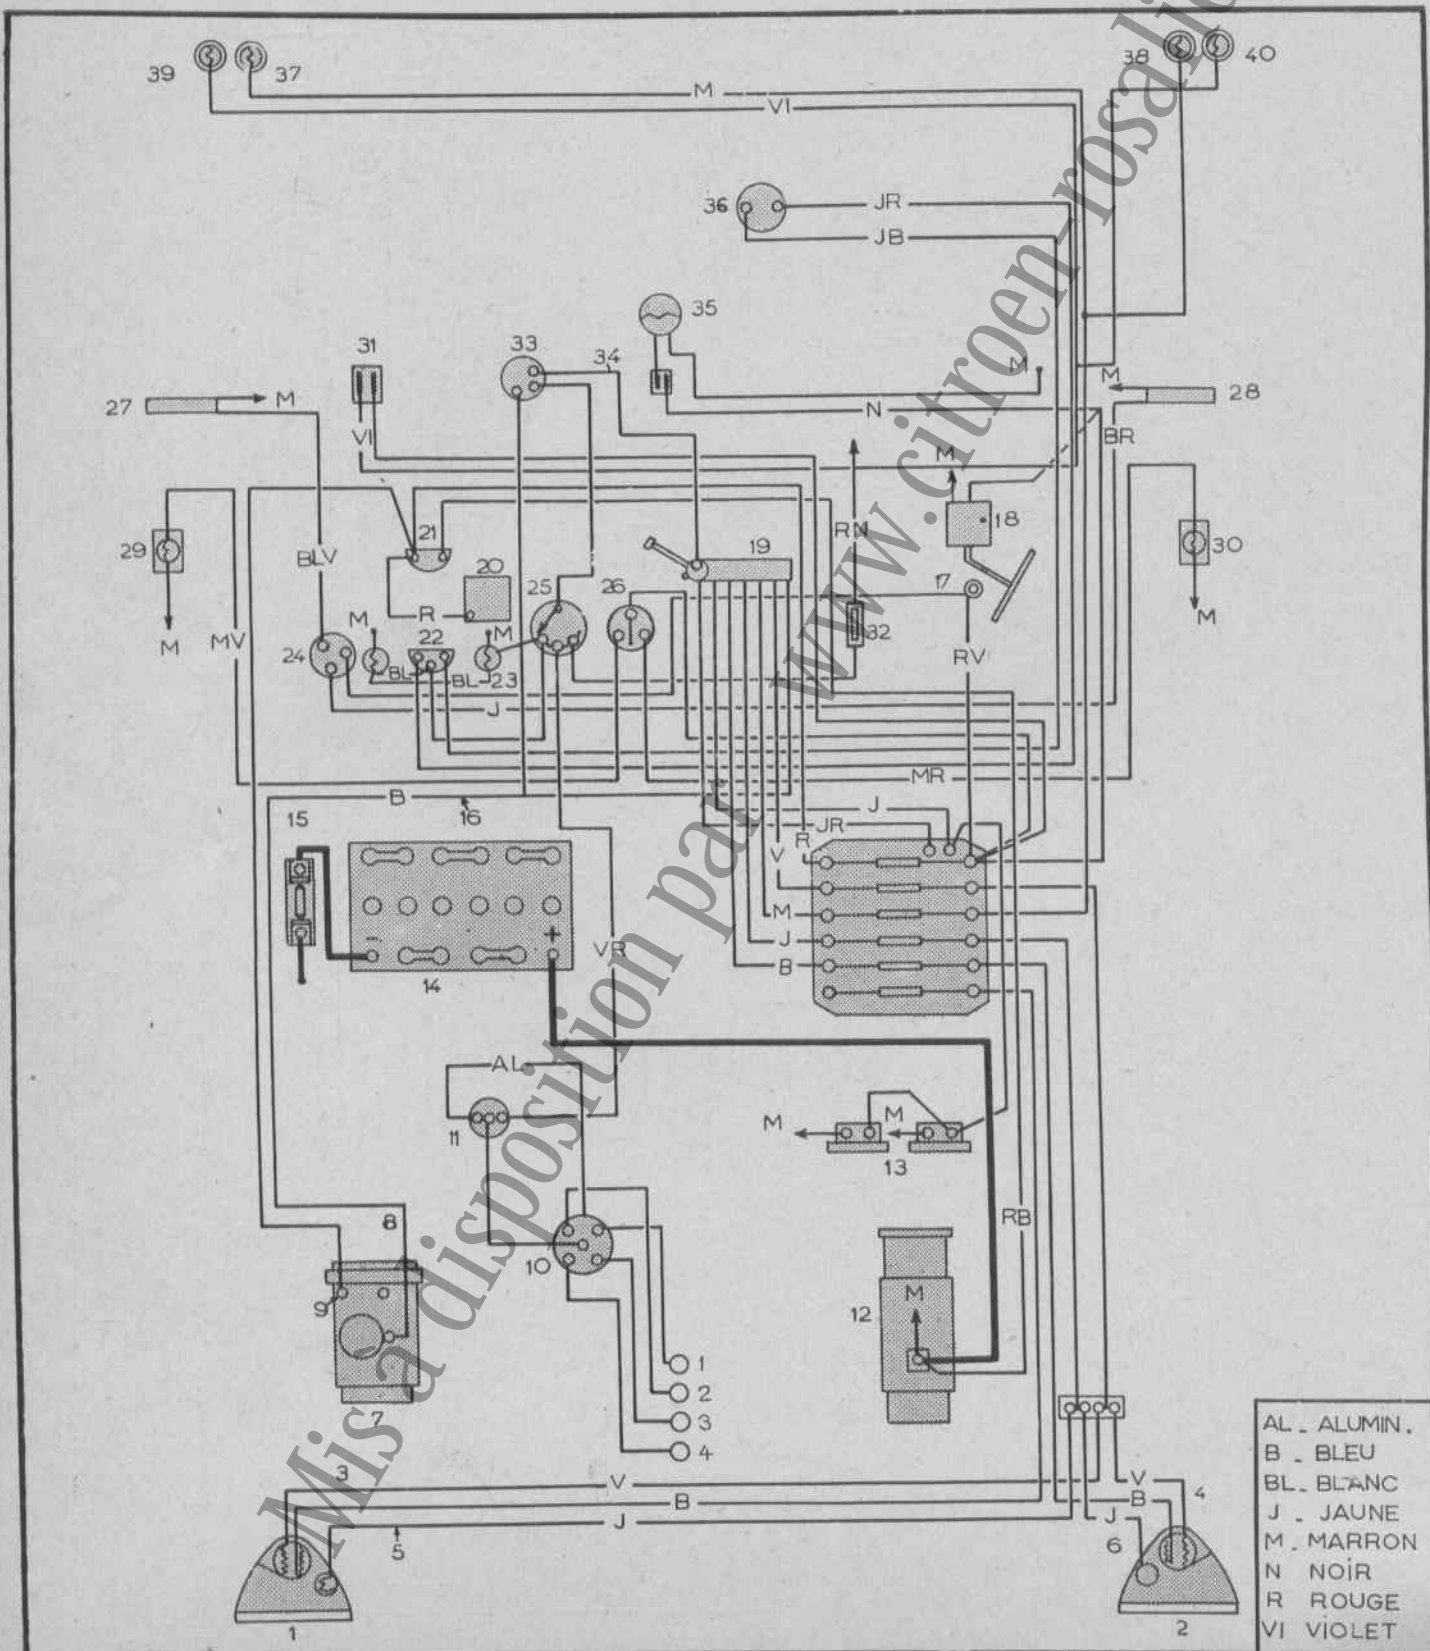 39
37
38
40
M
VI
36
JR
JB
35
31
33
34
M
M
27
M
28
VI
N
BR
M
29
BLV
21
20
R
25
26
19
RN
18
17
30
32
M
MV
M
M
M
24
22
BL
BL
23
RV
J
MR
B
16
15
J
JR
R
V
M
J
B
-
+
14
VR
AL
11
M
M
13
8
10
RB
9
12
M
7
1
2
3
4
3
V
B
J
5
V
B
J
4
6
1
2
AL _ ALUMIN.
B - BLEU
BL - BLANC
J - JAUNE
M - MARRON
N NOIR
R ROUGE
VI VIOLET
Mis à disposition par www.citroen-rosalie